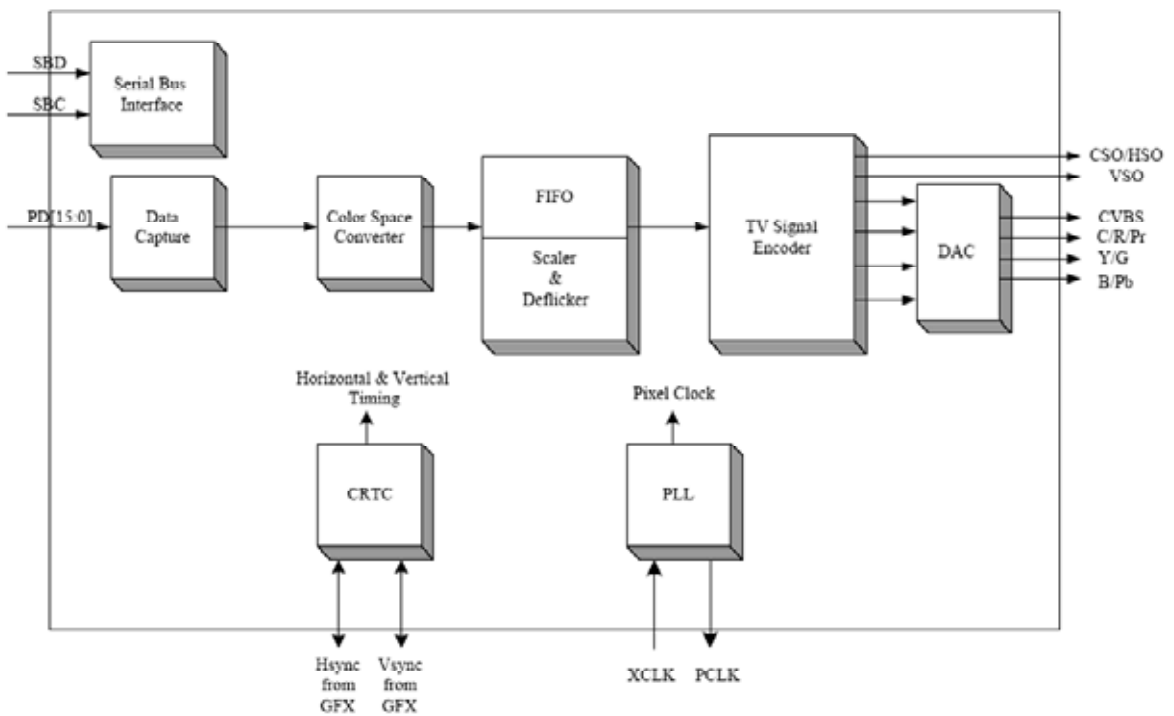 SBD
SBC
Serial Bus
Interface
PD[15:0]
Data
Capture
Color Space
Converter
FIFO
Scaler
&
Deflicker
TV Signal
Encoder
DAC
CSO/HSO
VSO
CVBS
C/R/Pr
Y/G
B/Pb
Horizontal & Vertical
Timing
CRTC
Hsync
from
GFX
Vsync
from
GFX
Pixel Clock
PLL
XCLK
PCLK